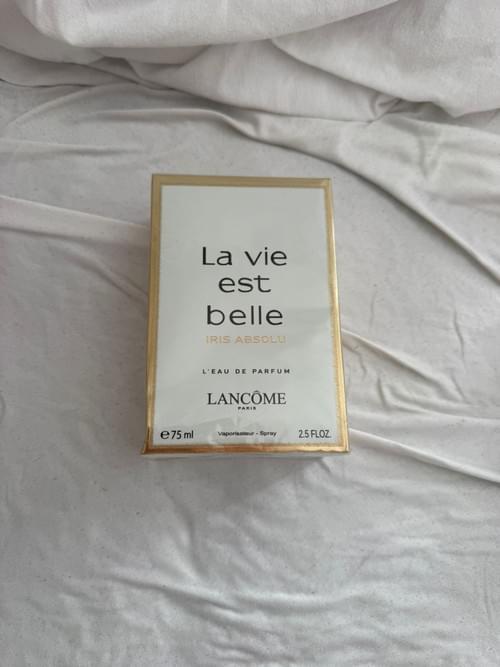 La vie
est
belle
IRIS ABSOLU
L'EAU DE PARFUM
LANCÔME
PARIS
℮ 75 ml Vaporisateur - Spray 2.5 FL.OZ.